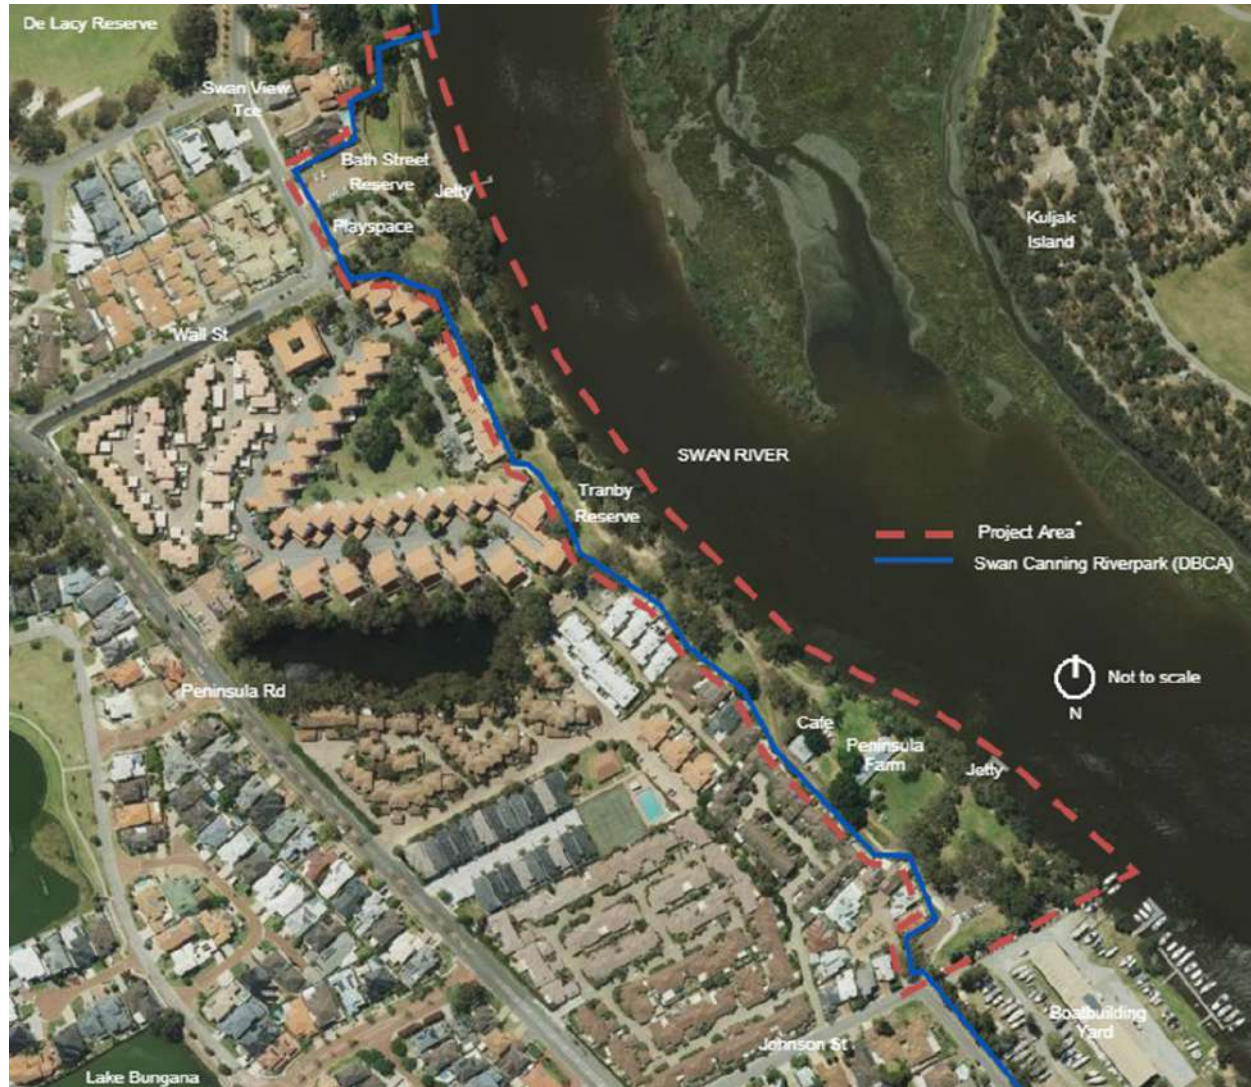 De Lacy Reserve
Swan View
Tce
Bath Street
Reserve
Jetty
Playspace
Kuljak
Island
Wall St
SWAN RIVER
Tranby
Reserve
Project Area*
Swan Canning Riverpark (DBCA)
Not to scale
N
Peninsula Rd
Cafe
Peninsula
Farm
Jetty
Boatbuilding
Yard
Johnson St
Lake Bungana